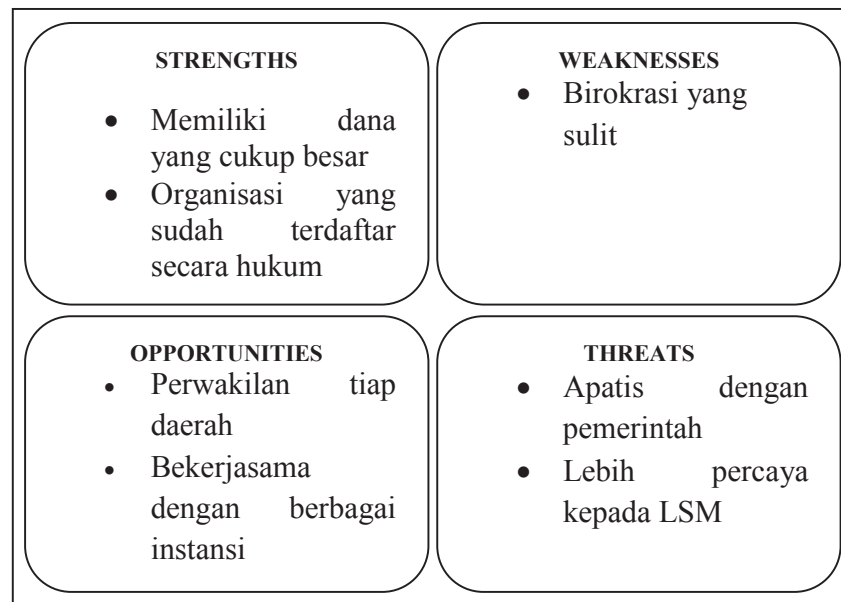 STRENGTHS
• Memiliki dana
yang cukup besar
• Organisasi yang
sudah terdaftar
secara hukum
WEAKNESSES
• Birokrasi yang
sulit
OPPORTUNITIES
• Perwakilan tiap
daerah
• Bekerjasama
dengan berbagai
instansi
THREATS
• Apatis dengan
pemerintah
• Lebih percaya
kepada LSM